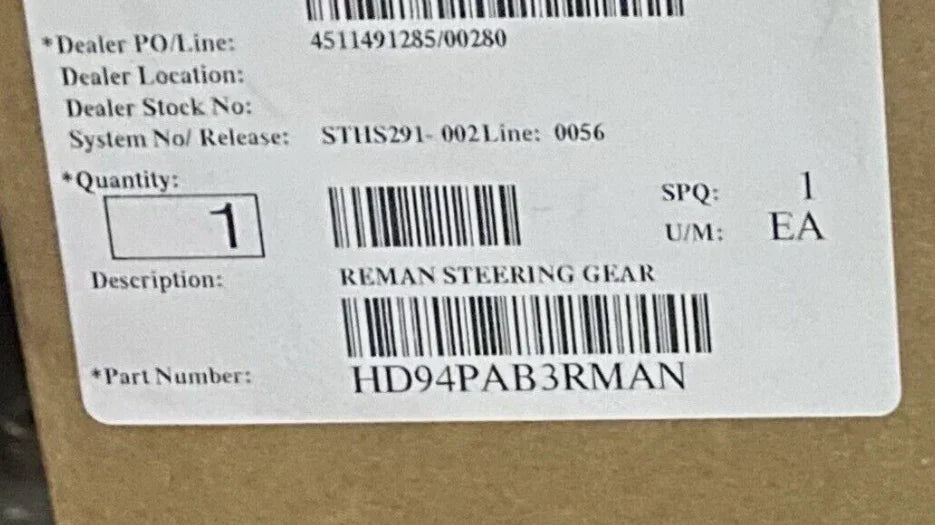 *Dealer PO/Line: 4511491285/00280
Dealer Location:
Dealer Stock No:
System No/ Release: STHS291- 002 Line: 0056
*Quantity:
1
SPQ: 1
U/M: EA
Description: REMAN STEERING GEAR
*Part Number: HD94PAB3RMAN